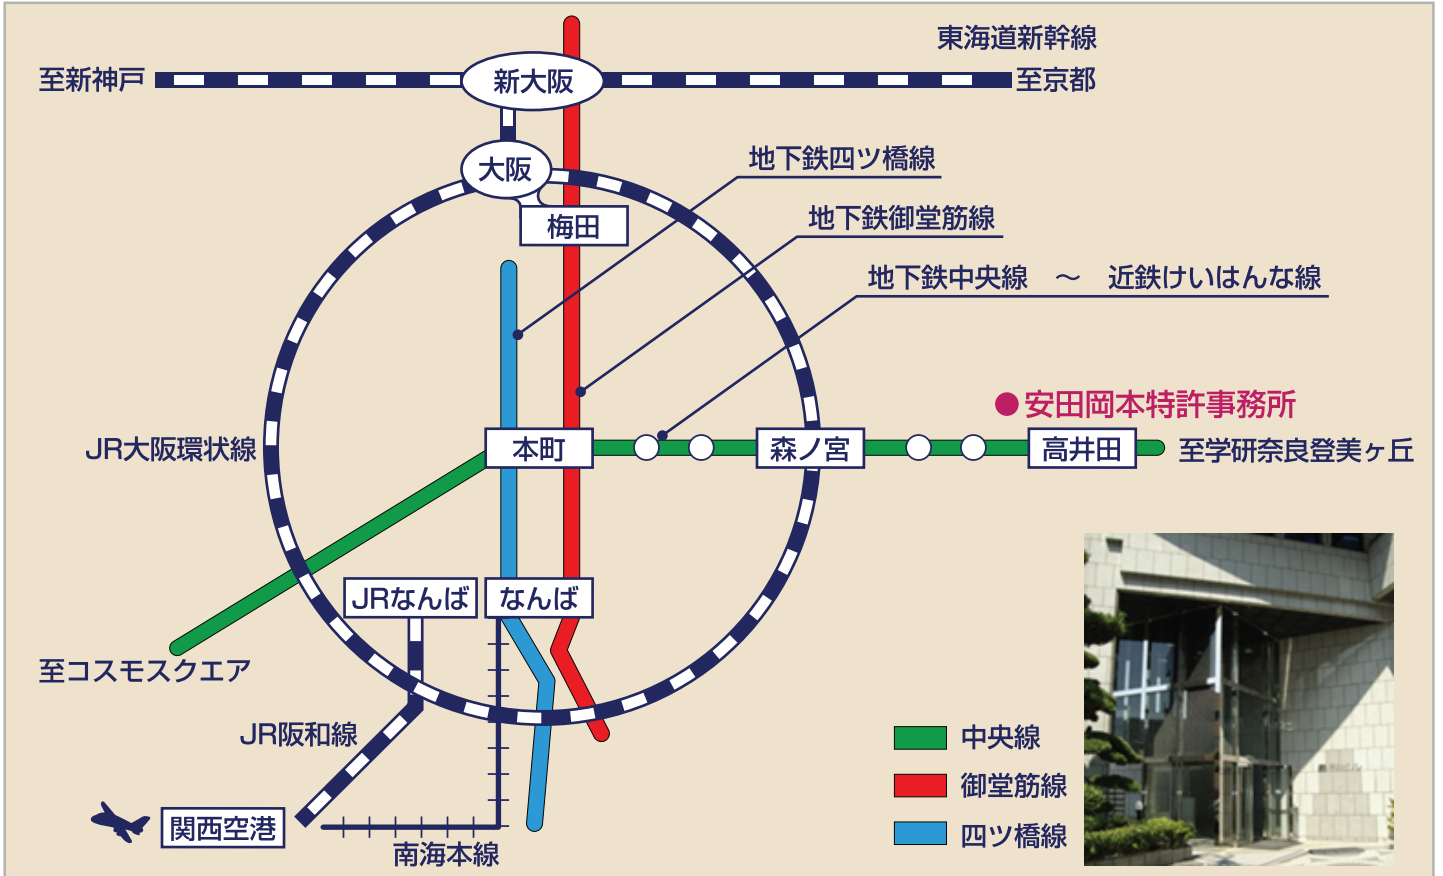 東海道新幹線
至新神戸
新大阪
至京都
大阪
地下鉄四ツ橋線
梅田
地下鉄御堂筋線
地下鉄中央線　～　近鉄けいはんな線
安田岡本特許事務所
JR大阪環状線
本町
森ノ宮
高井田
至学研奈良登美ヶ丘
JRなんば
なんば
至コスモスクエア
JR阪和線
中央線
御堂筋線
関西空港
四ツ橋線
南海本線